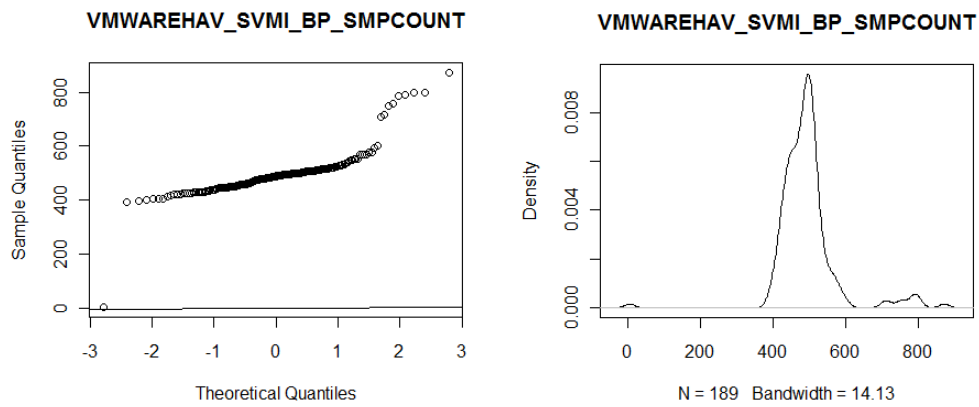 VMWAREHAV_SVMI_BP_SMPCOUNT
Sample Quantiles
800
600
400
200
0
-3 -2 -1 0 1 2 3
Theoretical Quantiles
VMWAREHAV_SVMI_BP_SMPCOUNT
Density
0.008
0.004
0.000
0 200 400 600 800
N = 189 Bandwidth = 14.13